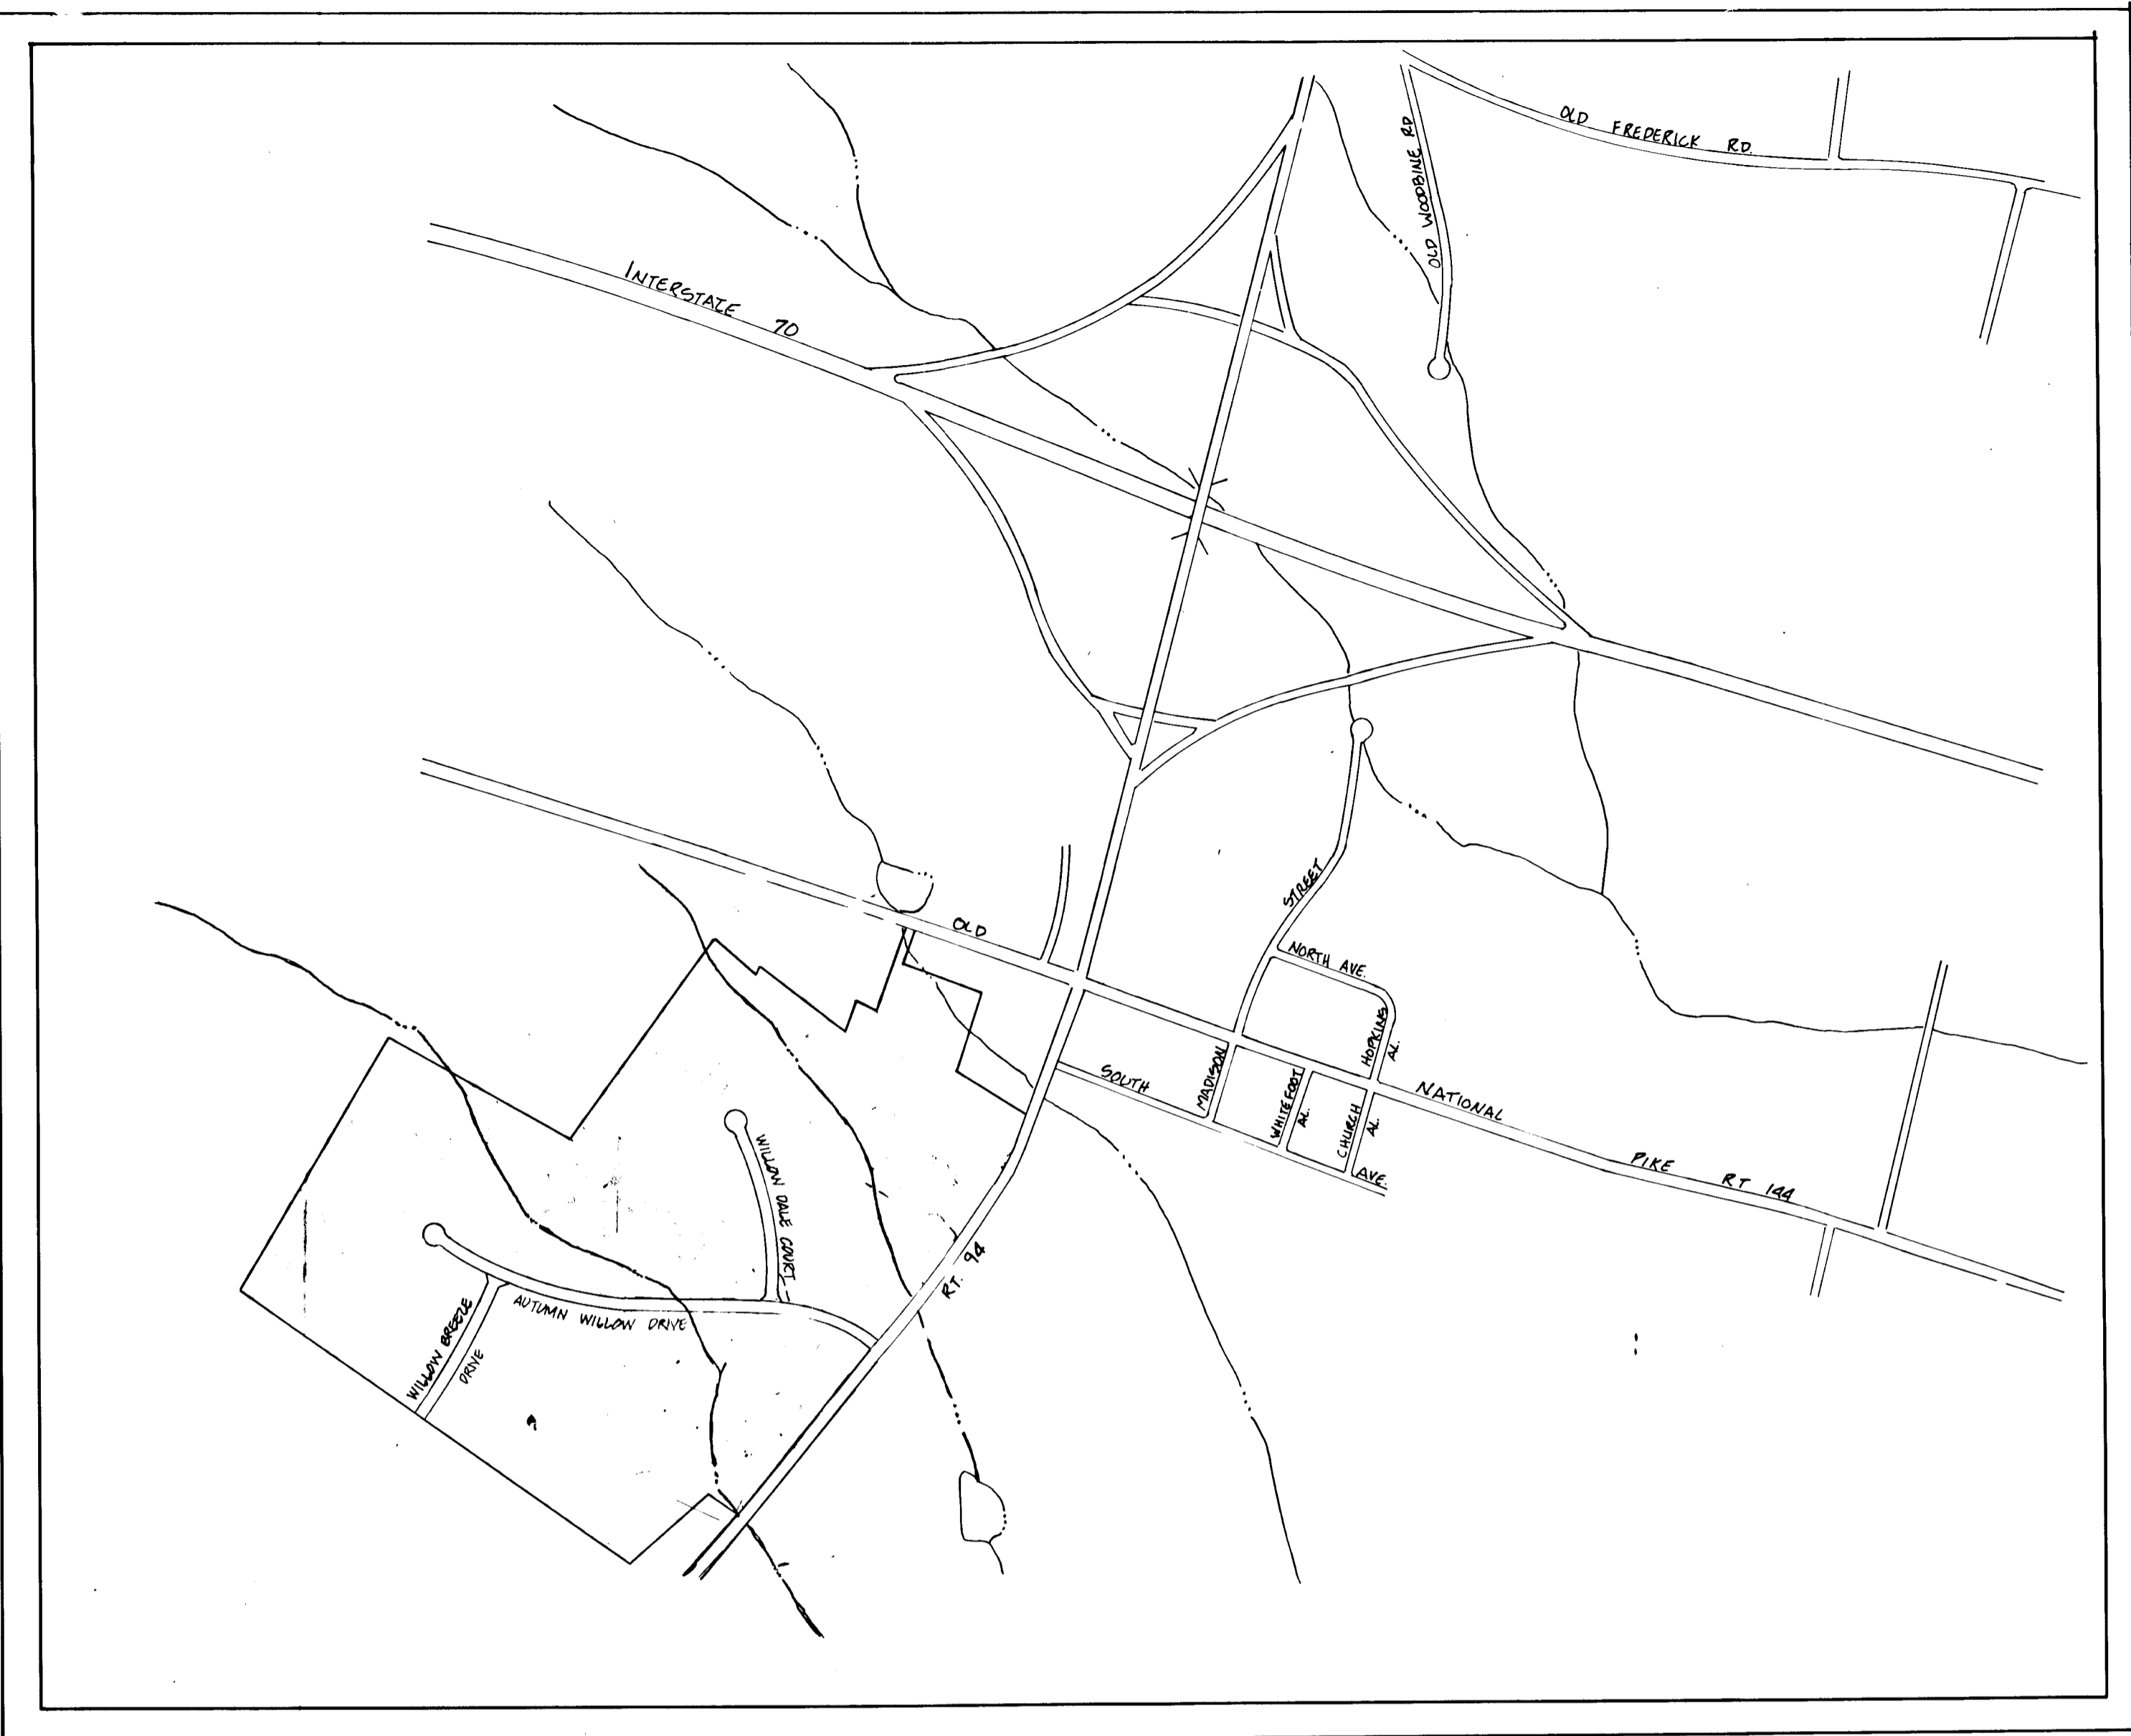 OLD FREDERICK RD.
OLD WOODBINE RD
INTERSTATE 70
STREET
OLD
NORTH AVE.
HOPKINS
AL.
SOUTH
MADISON
WHITEFOOT
AL.
CHURCH
AL.
AVE.
NATIONAL
PIKE RT 144
WILLOW DALE COURT
RT. 94
AUTUMN WILLOW DRIVE
WILLOW BREEZE
DRIVE